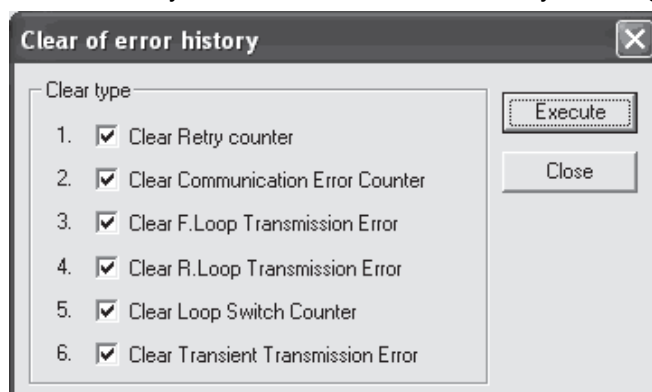 Clear of error history
Clear type
Execute
1. Clear Retry counter
2. Clear Communication Error Counter
Close
3. Clear F.Loop Transmission Error
4. Clear R.Loop Transmission Error
5. Clear Loop Switch Counter
6. Clear Transient Transmission Error